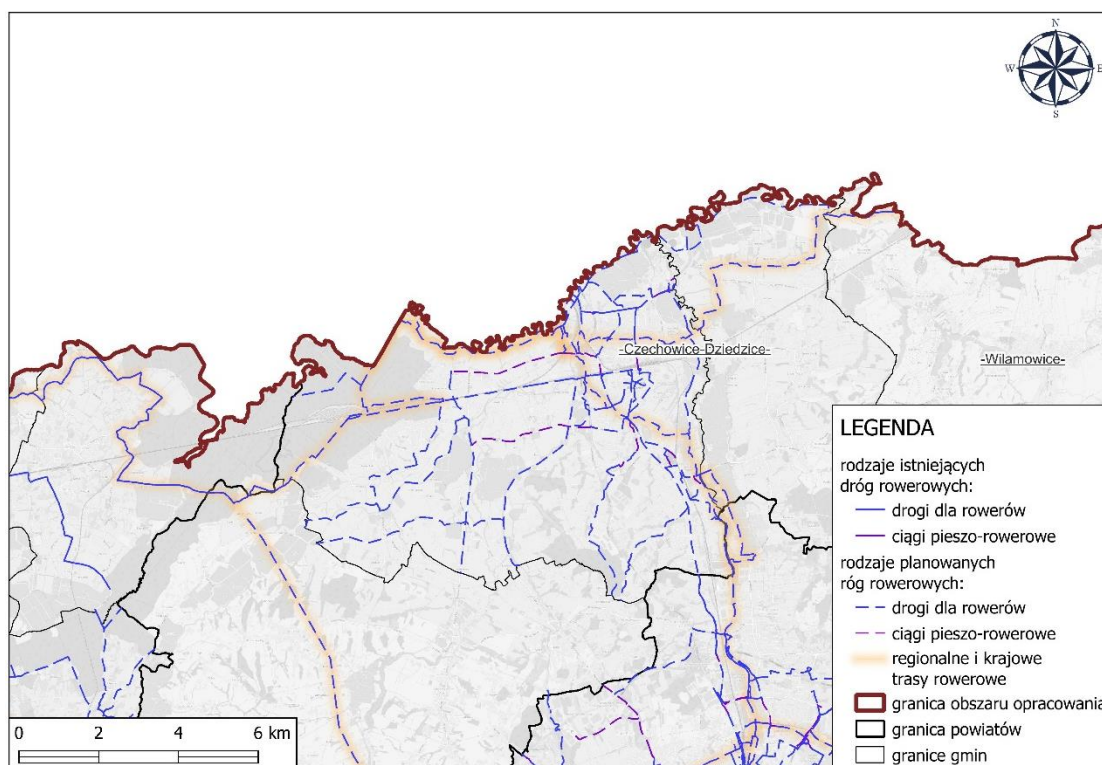 N
W E
S
-Czechowice-Dziedzice-
-Wilamowice-
LEGENDA
rodzaje istniejących
dróg rowerowych:
drogi dla rowerów
ciągi pieszo-rowerowe
rodzaje planowanych
róg rowerowych:
drogi dla rowerów
ciągi pieszo-rowerowe
regionalne i krajowe
trasy rowerowe
granica obszaru opracowania
granica powiatów
granice gmin
0 2 4 6 km